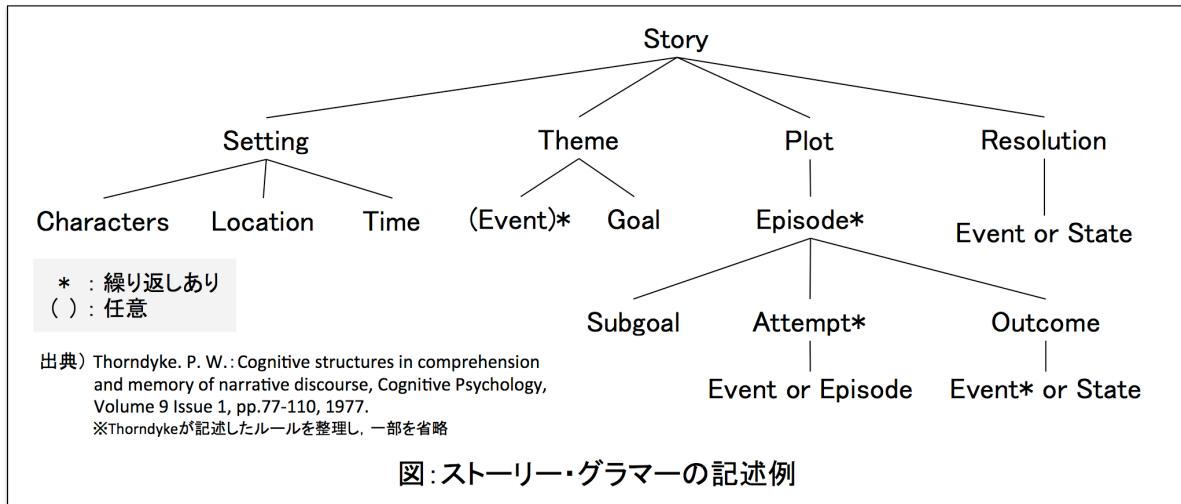 Story
Setting Theme Plot Resolution
Characters Location Time (Event)* Goal Episode* Event or State
* : 繰り返しあり
( ) : 任意
Subgoal Attempt* Outcome
Event or Episode Event* or State
出典) Thorndyke. P. W.: Cognitive structures in comprehension
and memory of narrative discourse, Cognitive Psychology,
Volume 9 Issue 1, pp.77-110, 1977.
※Thorndykeが記述したルールを整理し，一部を省略
図:ストーリー・グラマーの記述例